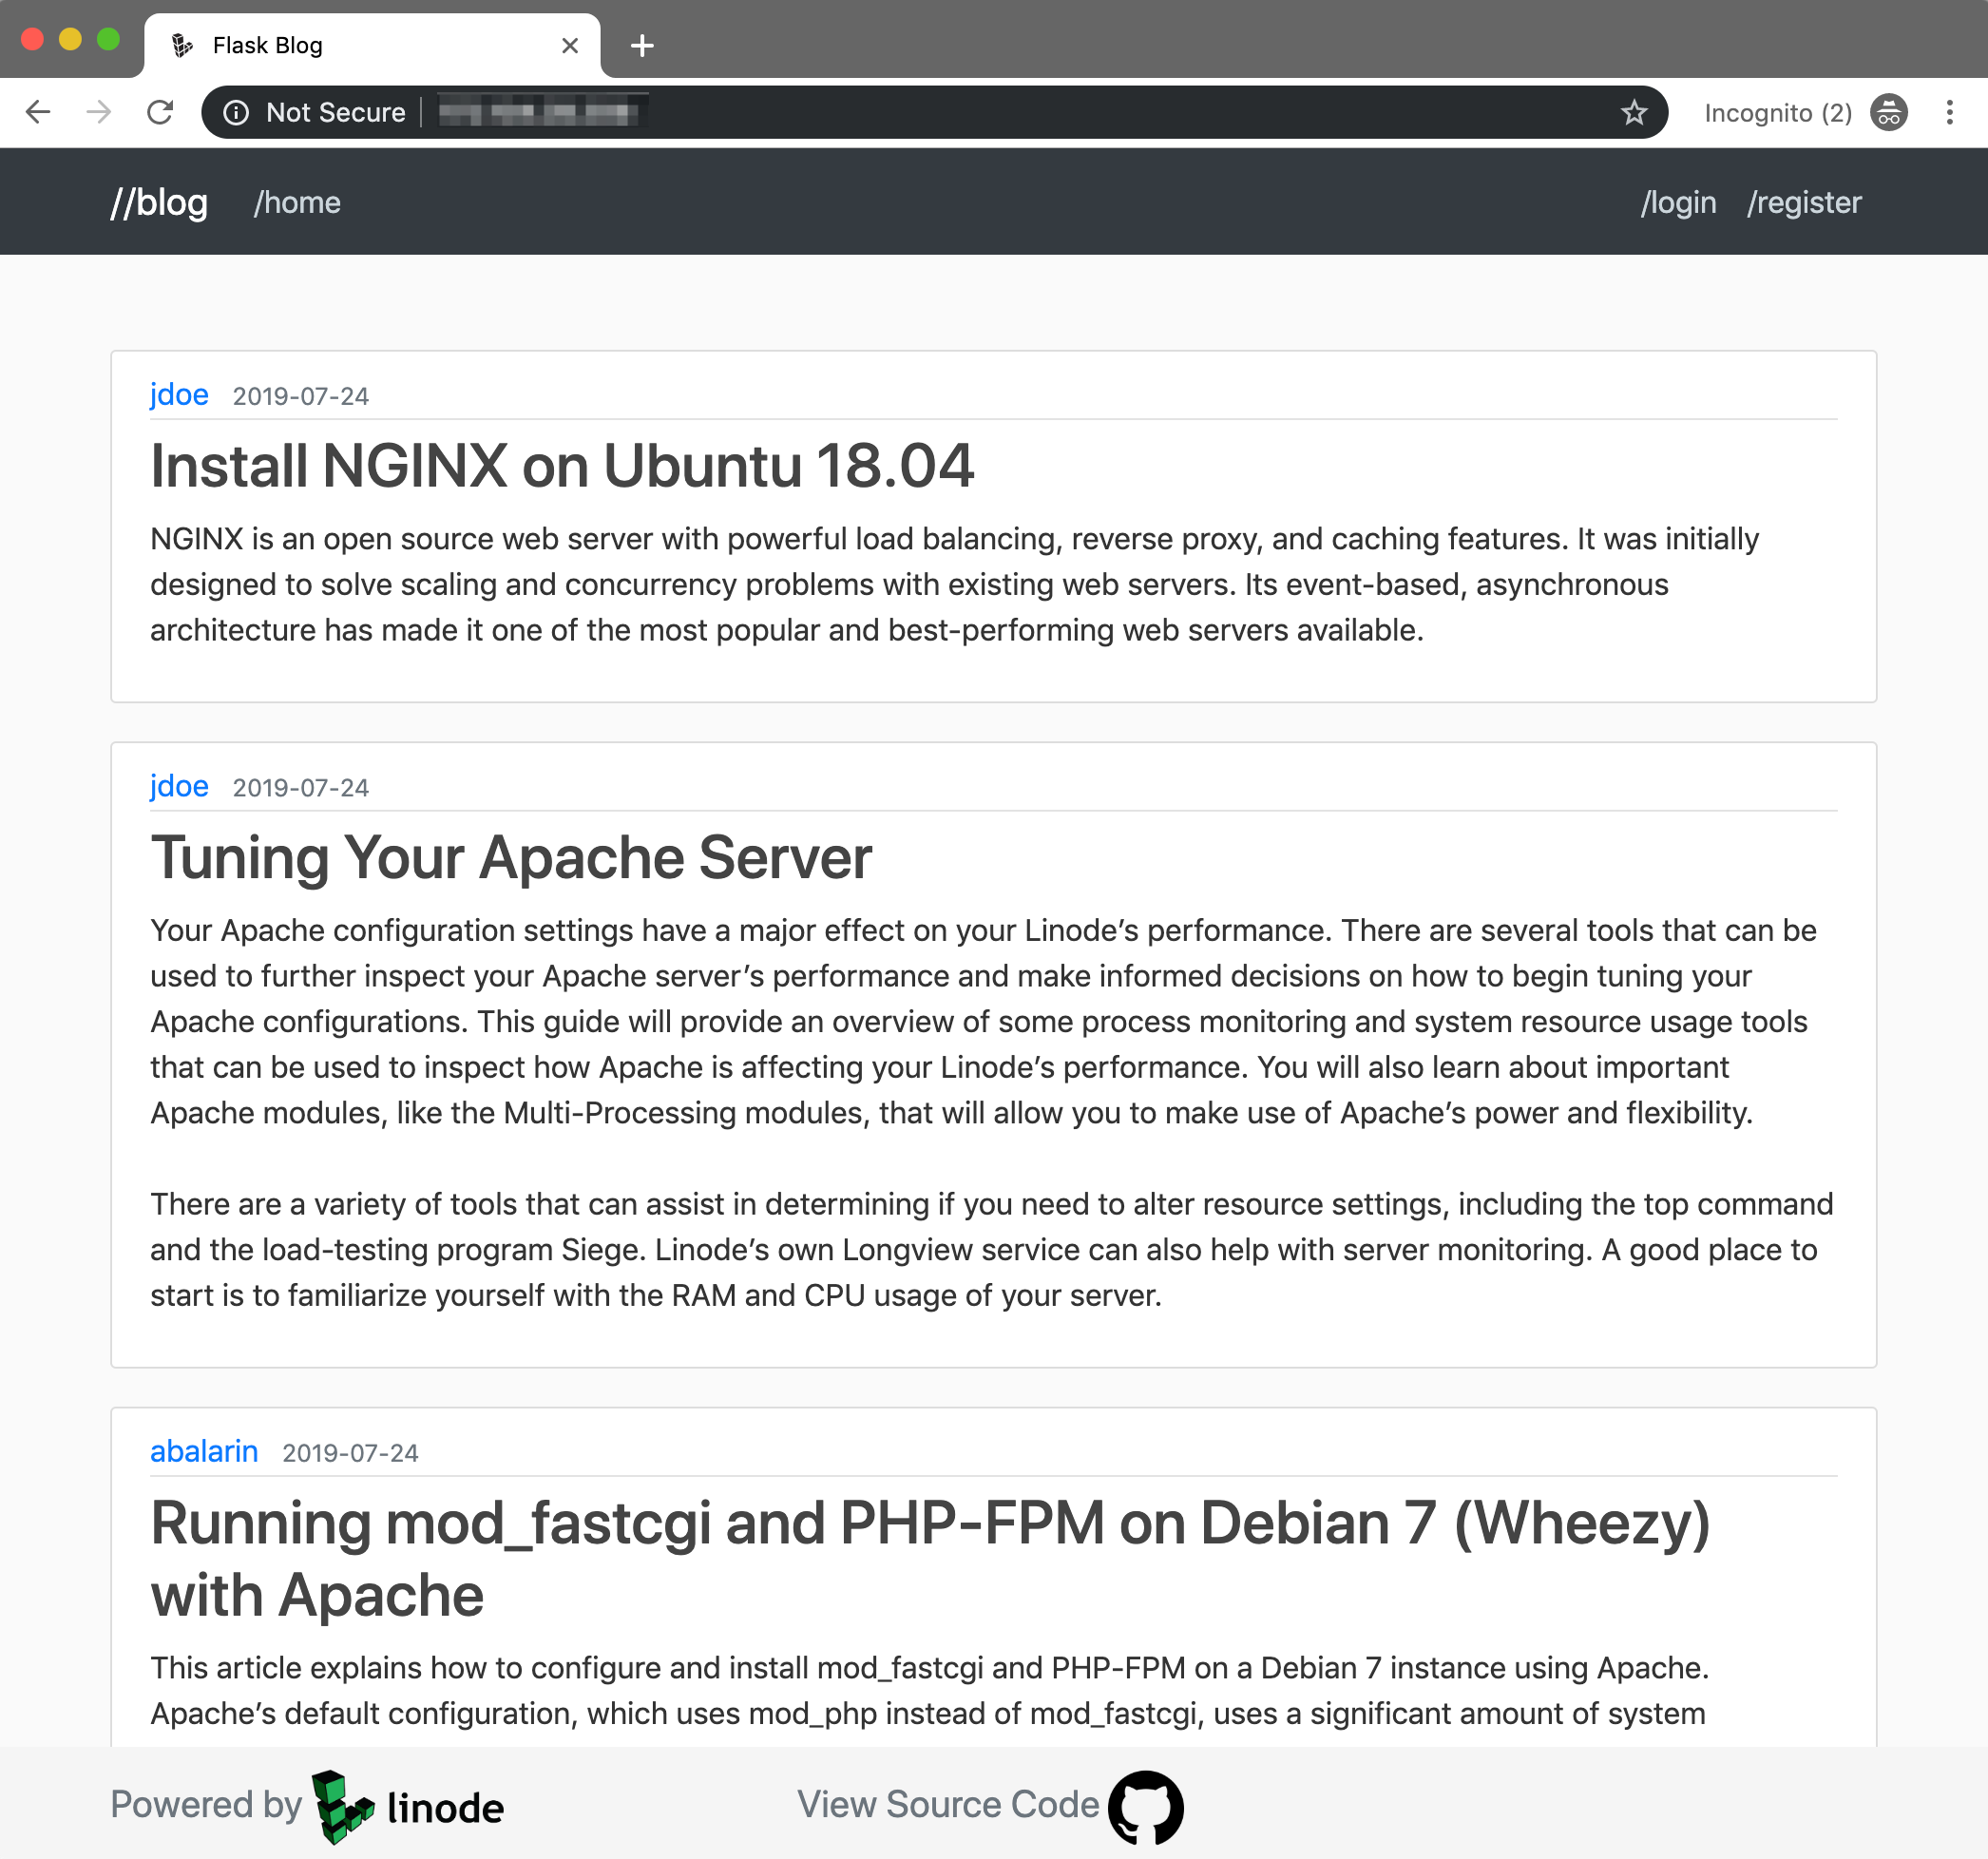 Flask Blog
Not Secure
Incognito (2)
//blog /home /login /register
jdoe 2019-07-24
Install NGINX on Ubuntu 18.04
NGINX is an open source web server with powerful load balancing, reverse proxy, and caching features. It was initially
designed to solve scaling and concurrency problems with existing web servers. Its event-based, asynchronous
architecture has made it one of the most popular and best-performing web servers available.
jdoe 2019-07-24
Tuning Your Apache Server
Your Apache configuration settings have a major effect on your Linode’s performance. There are several tools that can be
used to further inspect your Apache server’s performance and make informed decisions on how to begin tuning your
Apache configurations. This guide will provide an overview of some process monitoring and system resource usage tools
that can be used to inspect how Apache is affecting your Linode’s performance. You will also learn about important
Apache modules, like the Multi-Processing modules, that will allow you to make use of Apache’s power and flexibility.
There are a variety of tools that can assist in determining if you need to alter resource settings, including the top command
and the load-testing program Siege. Linode’s own Longview service can also help with server monitoring. A good place to
start is to familiarize yourself with the RAM and CPU usage of your server.
abalarin 2019-07-24
Running mod_fastcgi and PHP-FPM on Debian 7 (Wheezy)
with Apache
This article explains how to configure and install mod_fastcgi and PHP-FPM on a Debian 7 instance using Apache.
Apache’s default configuration, which uses mod_php instead of mod_fastcgi, uses a significant amount of system
Powered by linode View Source Code